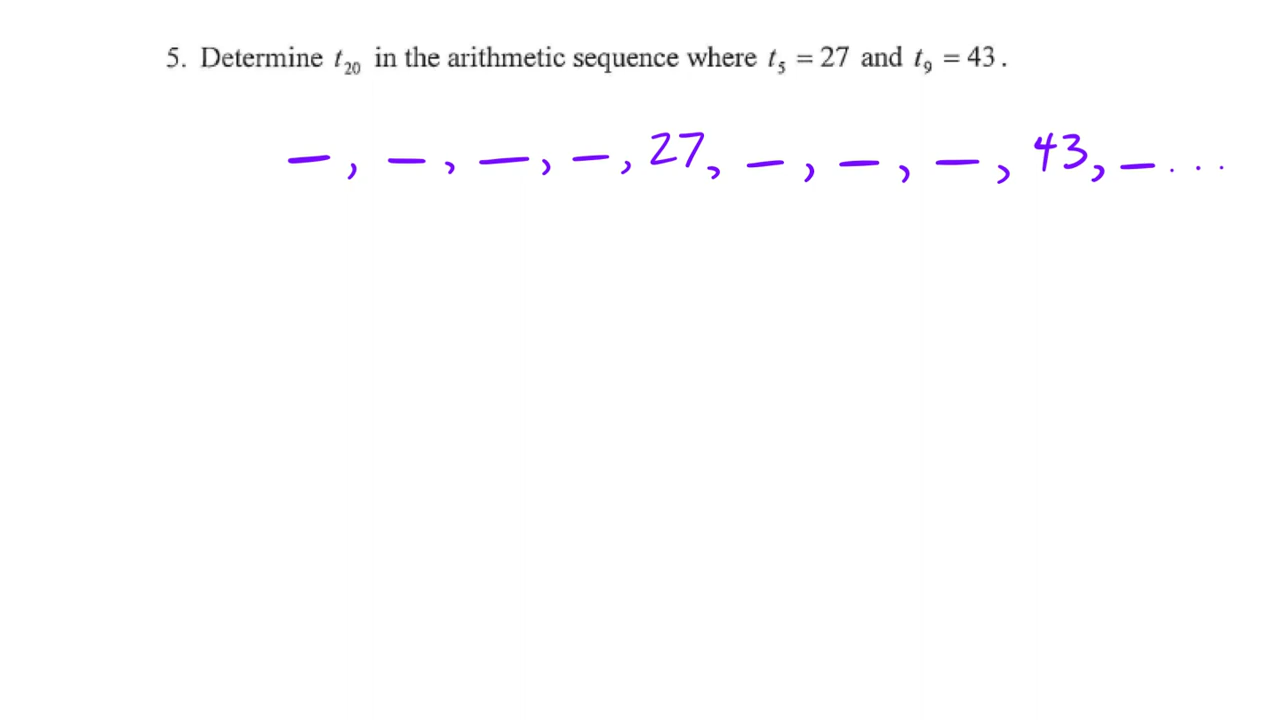 5. Determine t₂₀ in the arithmetic sequence where t₅ = 27 and t₉ = 43.
_, _, _, _, 27, _, _, _, 43, _ ...